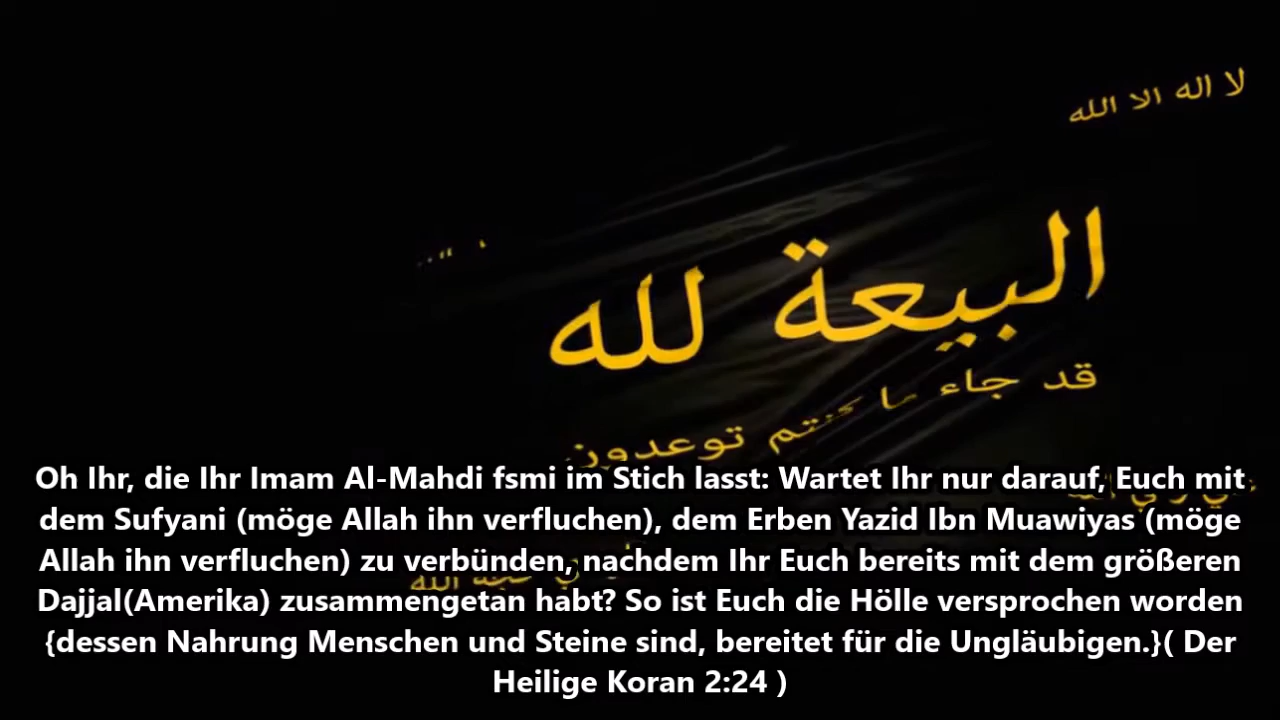 لا اله الا الله
البيعة لله
قد جاء ما كنتم توعدون
Oh Ihr, die Ihr Imam Al-Mahdi fsmi im Stich lasst: Wartet Ihr nur darauf, Euch mit
dem Sufyani (möge Allah ihn verfluchen), dem Erben Yazid Ibn Muawiyas (möge
Allah ihn verfluchen) zu verbünden, nachdem Ihr Euch bereits mit dem größeren
Dajjal(Amerika) zusammengetan habt? So ist Euch die Hölle versprochen worden
{dessen Nahrung Menschen und Steine sind, bereitet für die Ungläubigen.}( Der
Heilige Koran 2:24 )